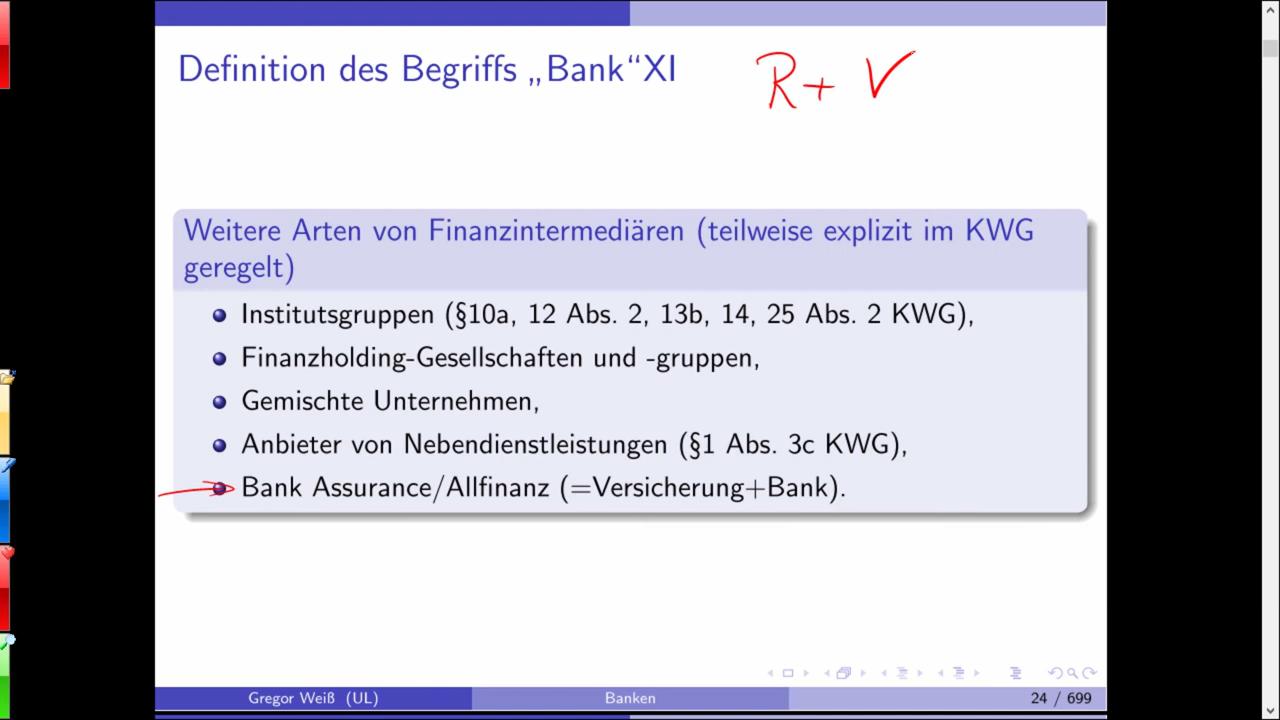 Definition des Begriffs „Bank“XI
R+ V
Weitere Arten von Finanzintermediären (teilweise explizit im KWG
geregelt)
Institutsgruppen (§10a, 12 Abs. 2, 13b, 14, 25 Abs. 2 KWG),
Finanzholding-Gesellschaften und -gruppen,
Gemischte Unternehmen,
Anbieter von Nebendienstleistungen (§1 Abs. 3c KWG),
Bank Assurance/Allfinanz (=Versicherung+Bank).
Gregor Weiß (UL)
Banken
24 / 699